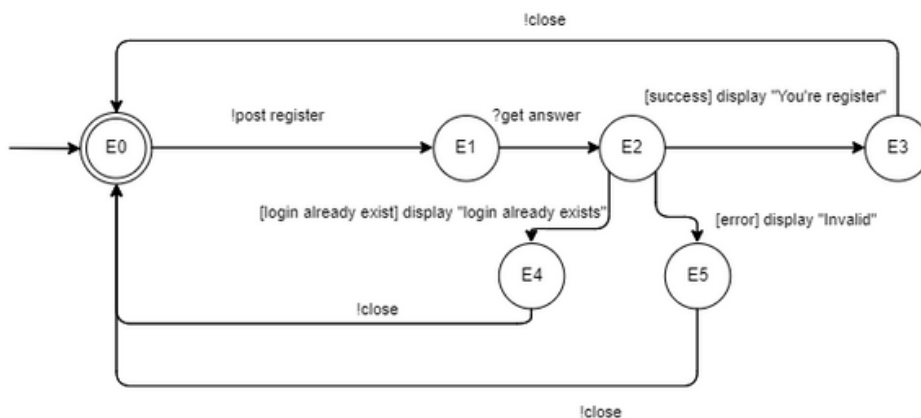 !close
[success] display "You're register"
!post register
?get answer
E0
E1
E2
E3
[login already exist] display "login already exists"
[error] display "Invalid"
E4
E5
!close
!close